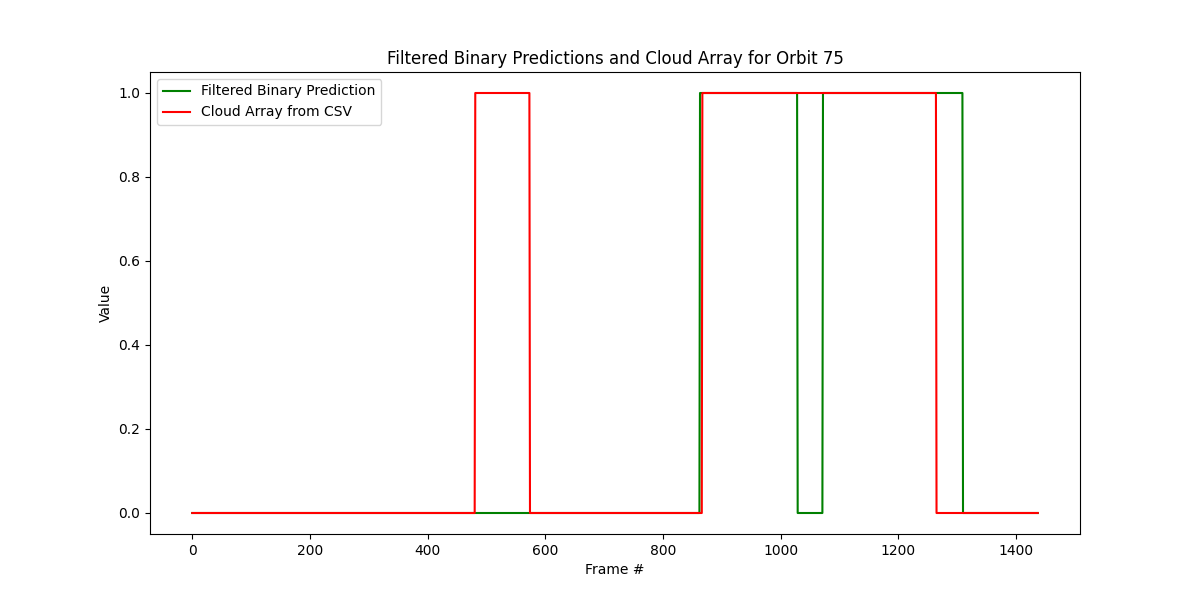 Filtered Binary Predictions and Cloud Array for Orbit 75
Filtered Binary Prediction
Cloud Array from CSV
1.0
0.8
0.6
0.4
0.2
0.0
Value
0 200 400 600 800 1000 1200 1400
Frame #